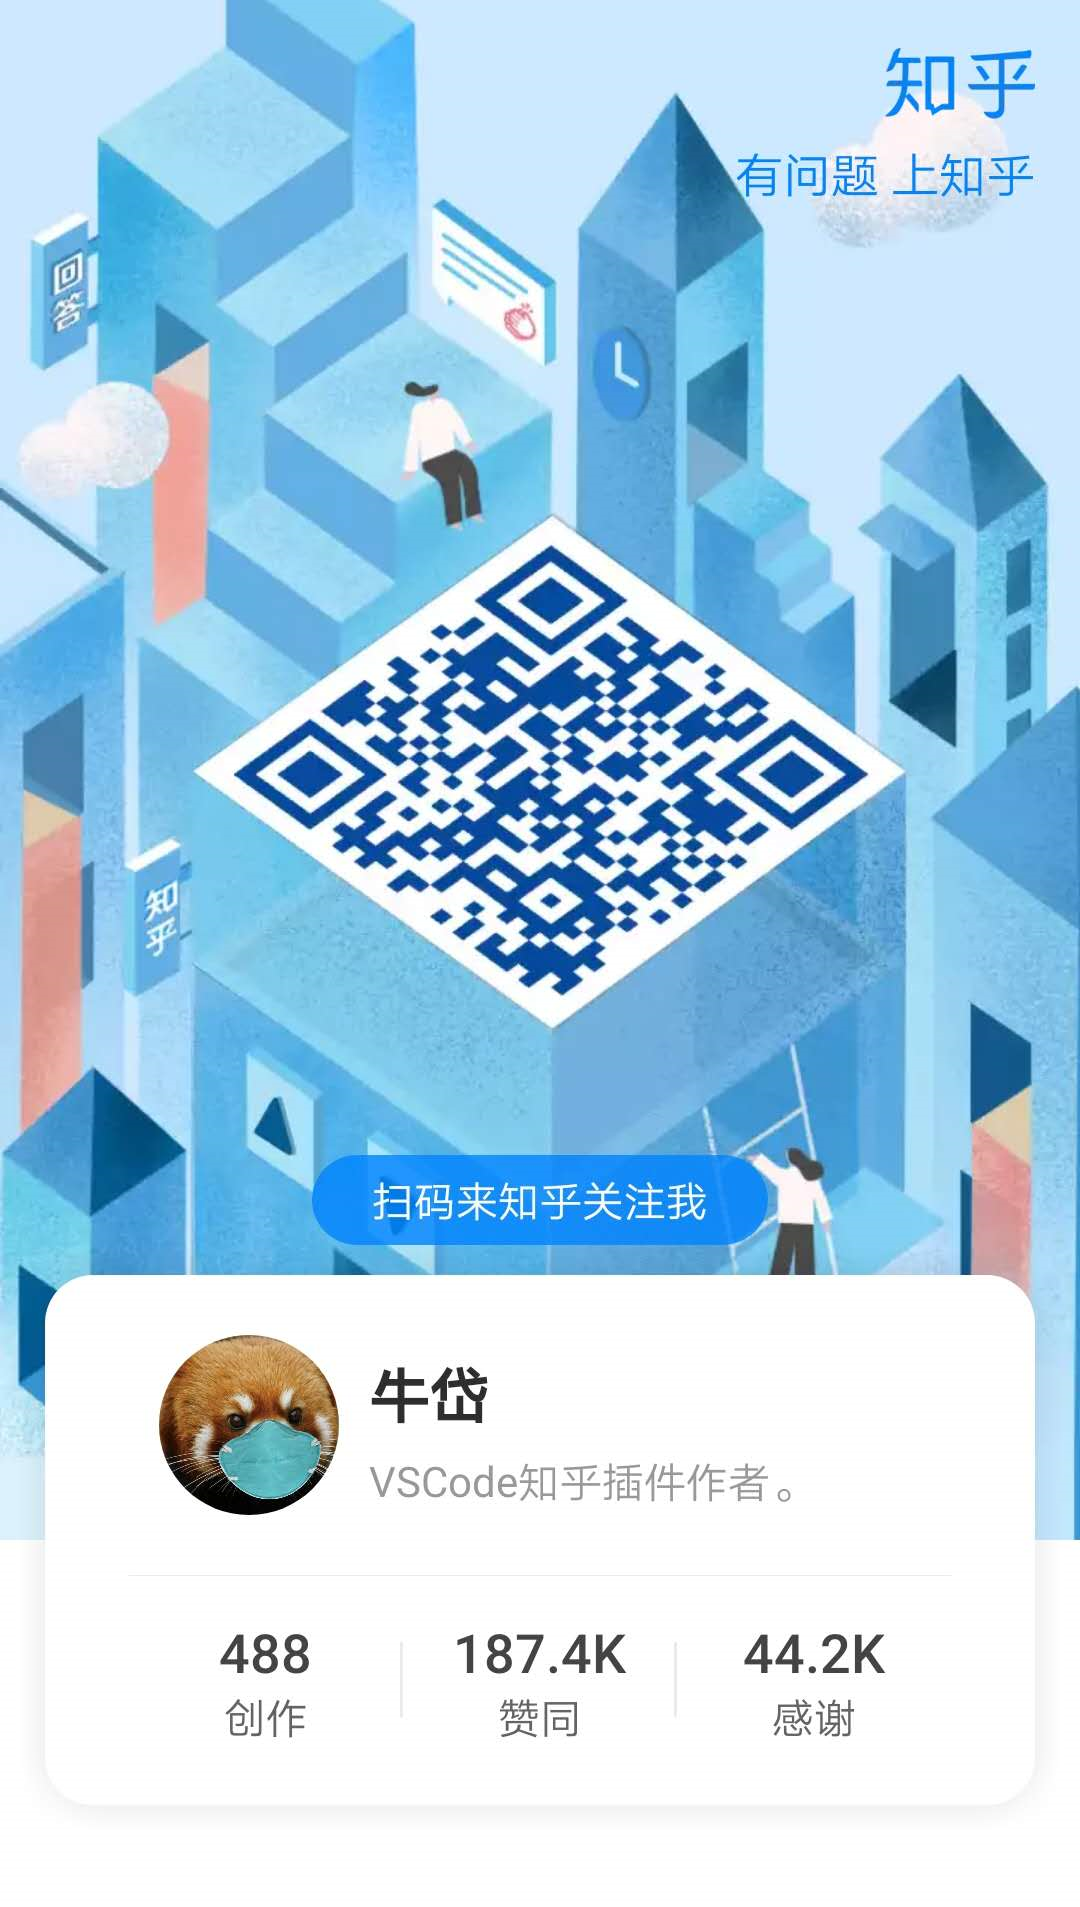 知乎
有问题 上知乎
回答
知乎
扫码来知乎关注我
牛岱
VSCode知乎插件作者。
488
创作
187.4K
赞同
44.2K
感谢